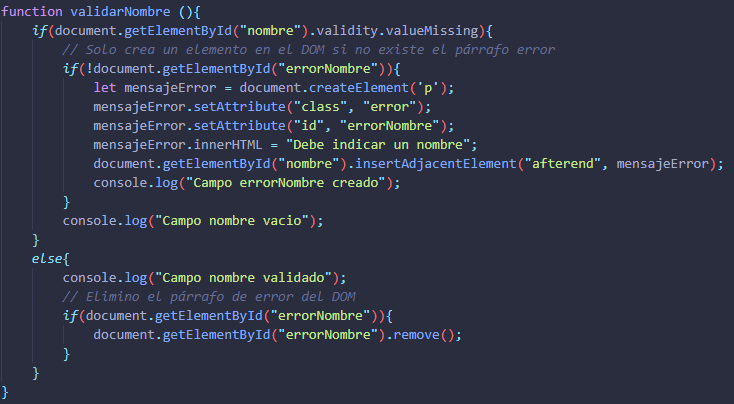 function validarNombre (){
    if(document.getElementById("nombre").validity.valueMissing){
        // Solo crea un elemento en el DOM si no existe el párrafo error
        if(!document.getElementById("errorNombre")){
            let mensajeError = document.createElement('p');
            mensajeError.setAttribute("class", "error");
            mensajeError.setAttribute("id", "errorNombre");
            mensajeError.innerHTML = "Debe indicar un nombre";
            document.getElementById("nombre").insertAdjacentElement("afterend", mensajeError);
            console.log("Campo errorNombre creado");
        }
        console.log("Campo nombre vacio");
    }
    else{
        console.log("Campo nombre validado");
        // Elimino el párrafo de error del DOM
        if(document.getElementById("errorNombre")){
            document.getElementById("errorNombre").remove();
        }
    }
}